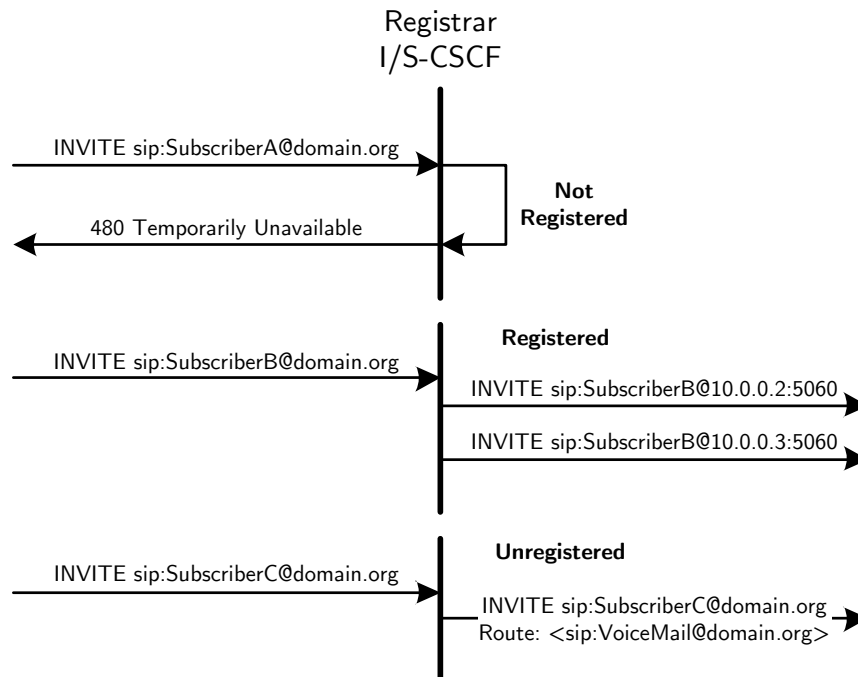 Registrar
I/S-CSCF
INVITE sip:SubscriberA@domain.org
Not
Registered
480 Temporarily Unavailable
Registered
INVITE sip:SubscriberB@domain.org
INVITE sip:SubscriberB@10.0.0.2:5060
INVITE sip:SubscriberB@10.0.0.3:5060
Unregistered
INVITE sip:SubscriberC@domain.org
INVITE sip:SubscriberC@domain.org
Route: <sip:VoiceMail@domain.org>